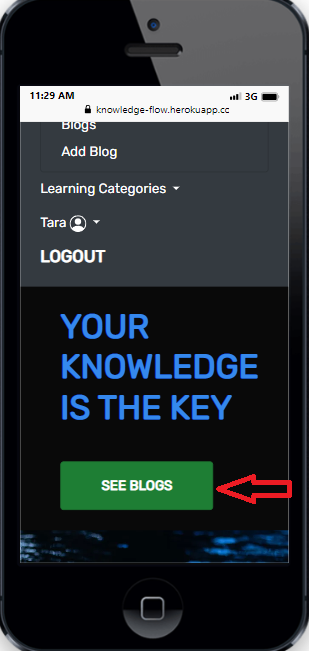 11:29 AM 3G
knowledge-flow.herokuapp.cc
Blogs
Add Blog
Learning Categories
Tara
LOGOUT
YOUR
KNOWLEDGE
IS THE KEY
SEE BLOGS